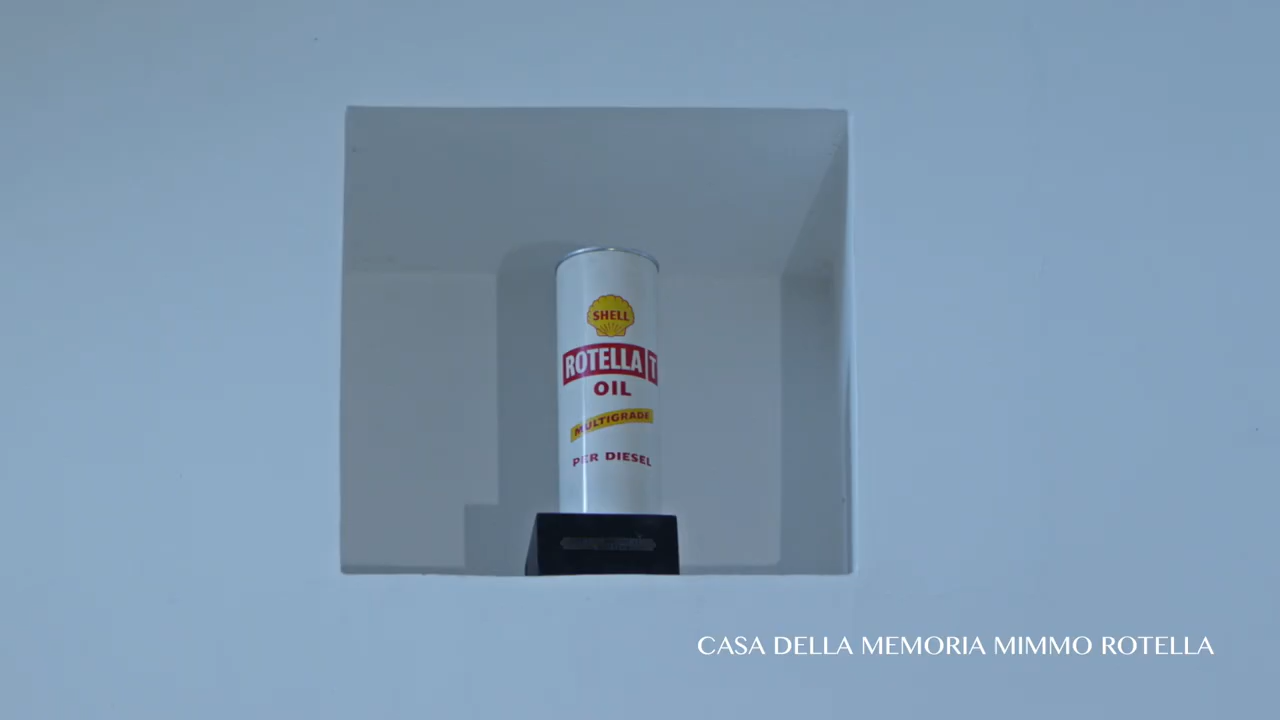 SHELL
ROTELLA T
OIL
MULTIGRADE
PER DIESEL
CASA DELLA MEMORIA MIMMO ROTELLA